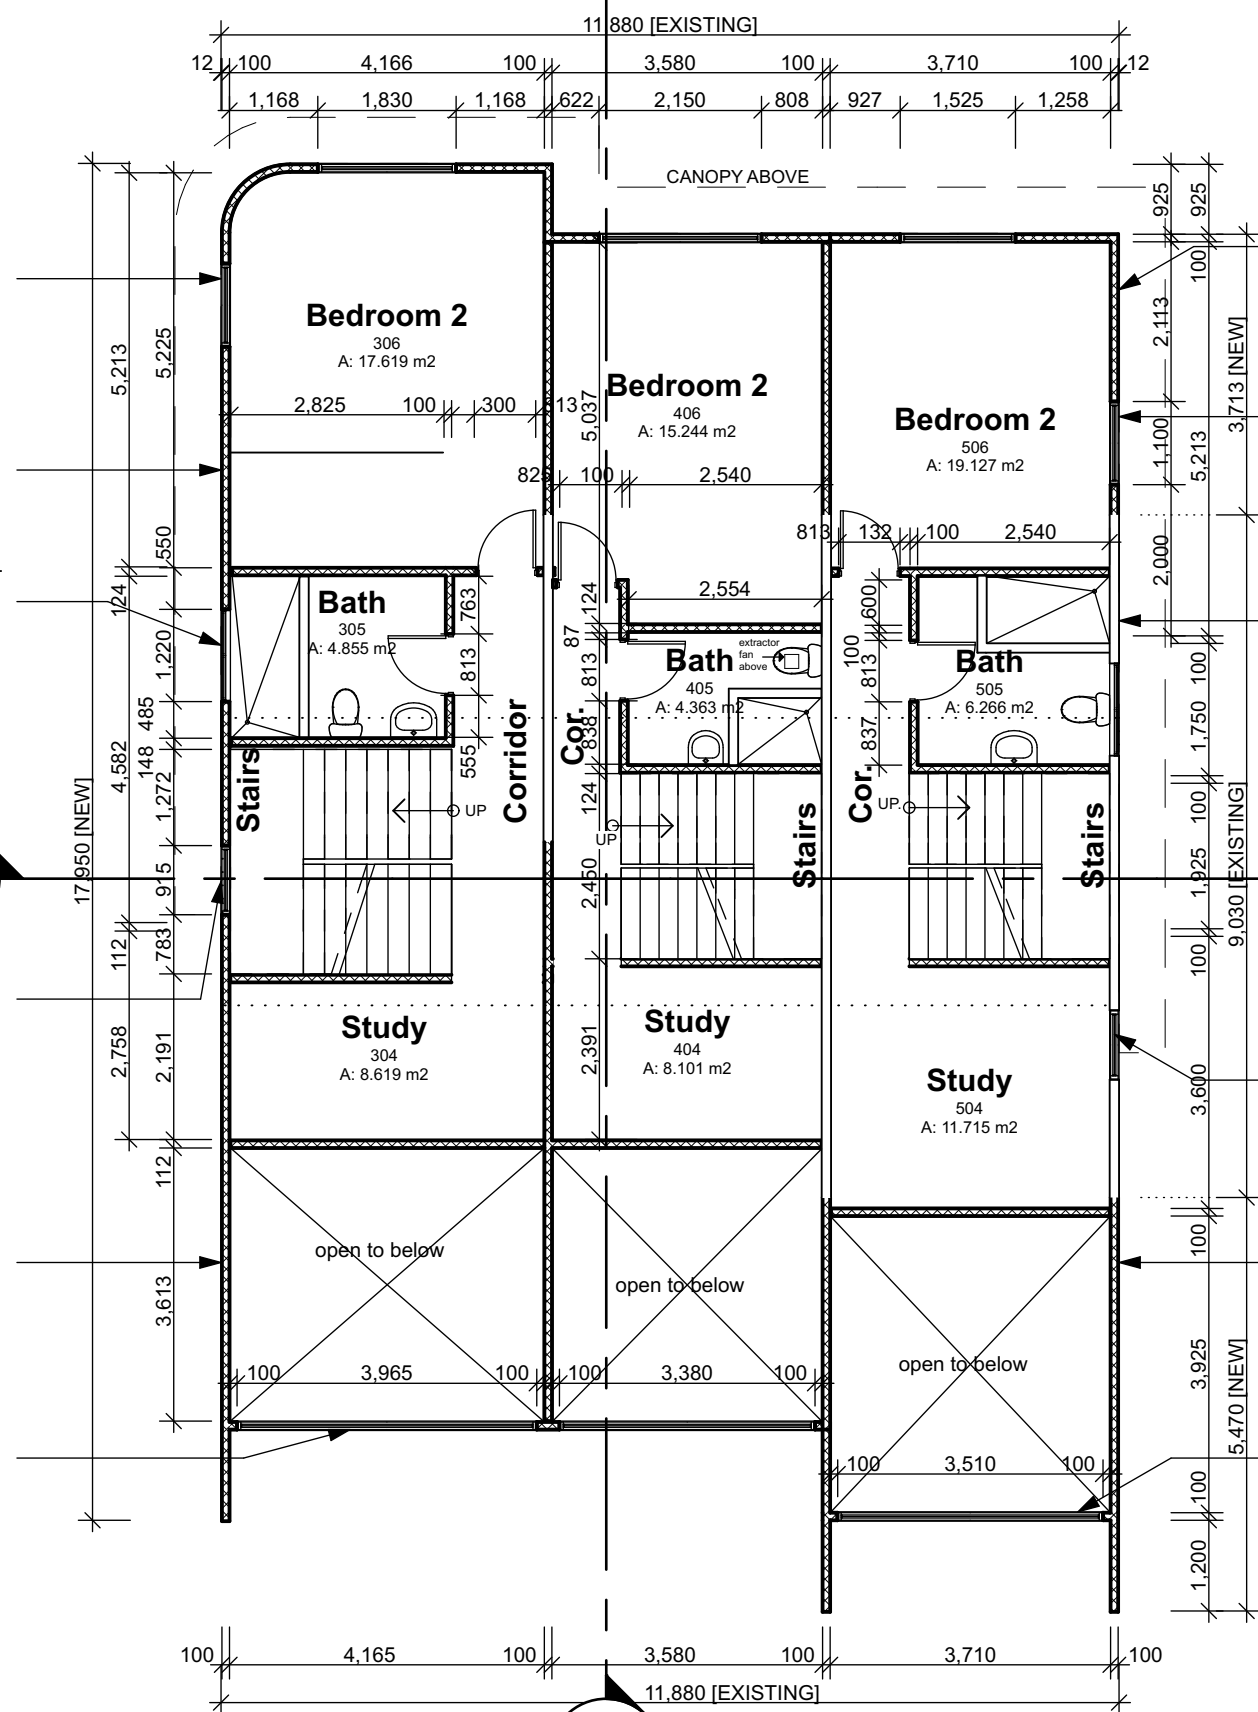 11,880 [EXISTING]
12 100 4,166 100 3,580 100 3,710 100 12
1,168 1,830 1,168 622 2,150 808 927 1,525 1,258
CANOPY ABOVE
925 925
100
2,113
3,713 [NEW]
5,213 5,225
Bedroom 2
306
A: 17.619 m2
Bedroom 2
406
A: 15.244 m2
Bedroom 2
506
A: 19.127 m2
2,825 100 300 13
5,037
1,100 5,213
825 100 2,540
813 132 100 2,540
550
2,000
124
Bath
305
A: 4.855 m2
763
124
2,554
600
87
100
Bath
405
A: 4.363 m2
extractor
fan
above
Bath
505
A: 6.266 m2
1,220
813
813
813
100
485
838
837
1,750
148
4,582
555
1,272
17,950 [NEW]
Stairs
Corridor
Cor.
Cor.
124
UP
UP
UP.
Stairs
Stairs
100
915
2,450
1,925
9,030 [EXISTING]
112
783
100
Study
304
A: 8.619 m2
Study
404
A: 8.101 m2
Study
504
A: 11.715 m2
2,758 2,191
2,391
3,600
112
100
open to below
open to below
open to below
3,613
100 3,965 100 100 3,380 100
3,925
5,470 [NEW]
100 3,510 100
100
1,200
100 4,165 100 3,580 100 3,710 100
11,880 [EXISTING]